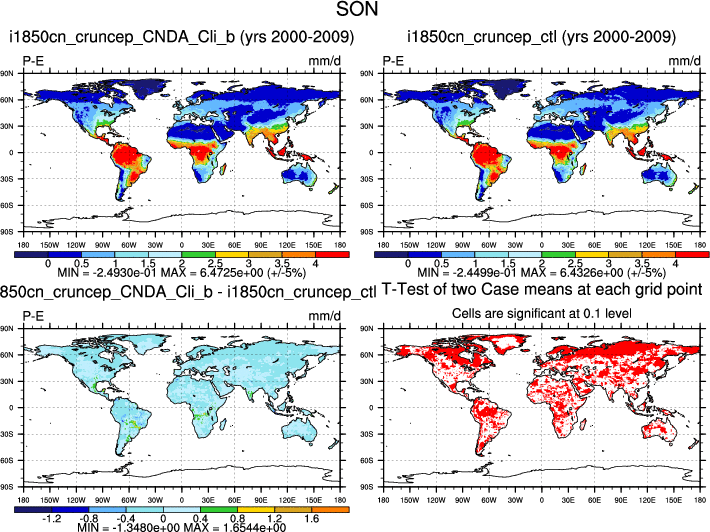 SON
i1850cn_cruncep_CNDA_Cli_b (yrs 2000-2009)
P-E mm/d
90N
60N
30N
0
30S
60S
90S
180 150W 120W 90W 60W 30W 0 30E 60E 90E 120E 150E 180
0 0.5 1 1.5 2 2.5 3 3.5 4
MIN = -2.4930e-01 MAX = 6.4725e+00 (+/-5%)
i1850cn_cruncep_ctl (yrs 2000-2009)
P-E mm/d
90N
60N
30N
0
30S
60S
90S
180 150W 120W 90W 60W 30W 0 30E 60E 90E 120E 150E 180
0 0.5 1 1.5 2 2.5 3 3.5 4
MIN = -2.4499e-01 MAX = 6.4326e+00 (+/-5%)
850cn_cruncep_CNDA_Cli_b - i1850cn_cruncep_ctl
P-E mm/d
90N
60N
30N
0
30S
60S
90S
180 150W 120W 90W 60W 30W 0 30E 60E 90E 120E 150E 180
-1.2 -0.8 -0.4 0 0.4 0.8 1.2 1.6
MIN = -1.3480e+00 MAX = 1.6544e+00
T-Test of two Case means at each grid point
Cells are significant at 0.1 level
90N
60N
30N
0
30S
60S
90S
180 150W 120W 90W 60W 30W 0 30E 60E 90E 120E 150E 180